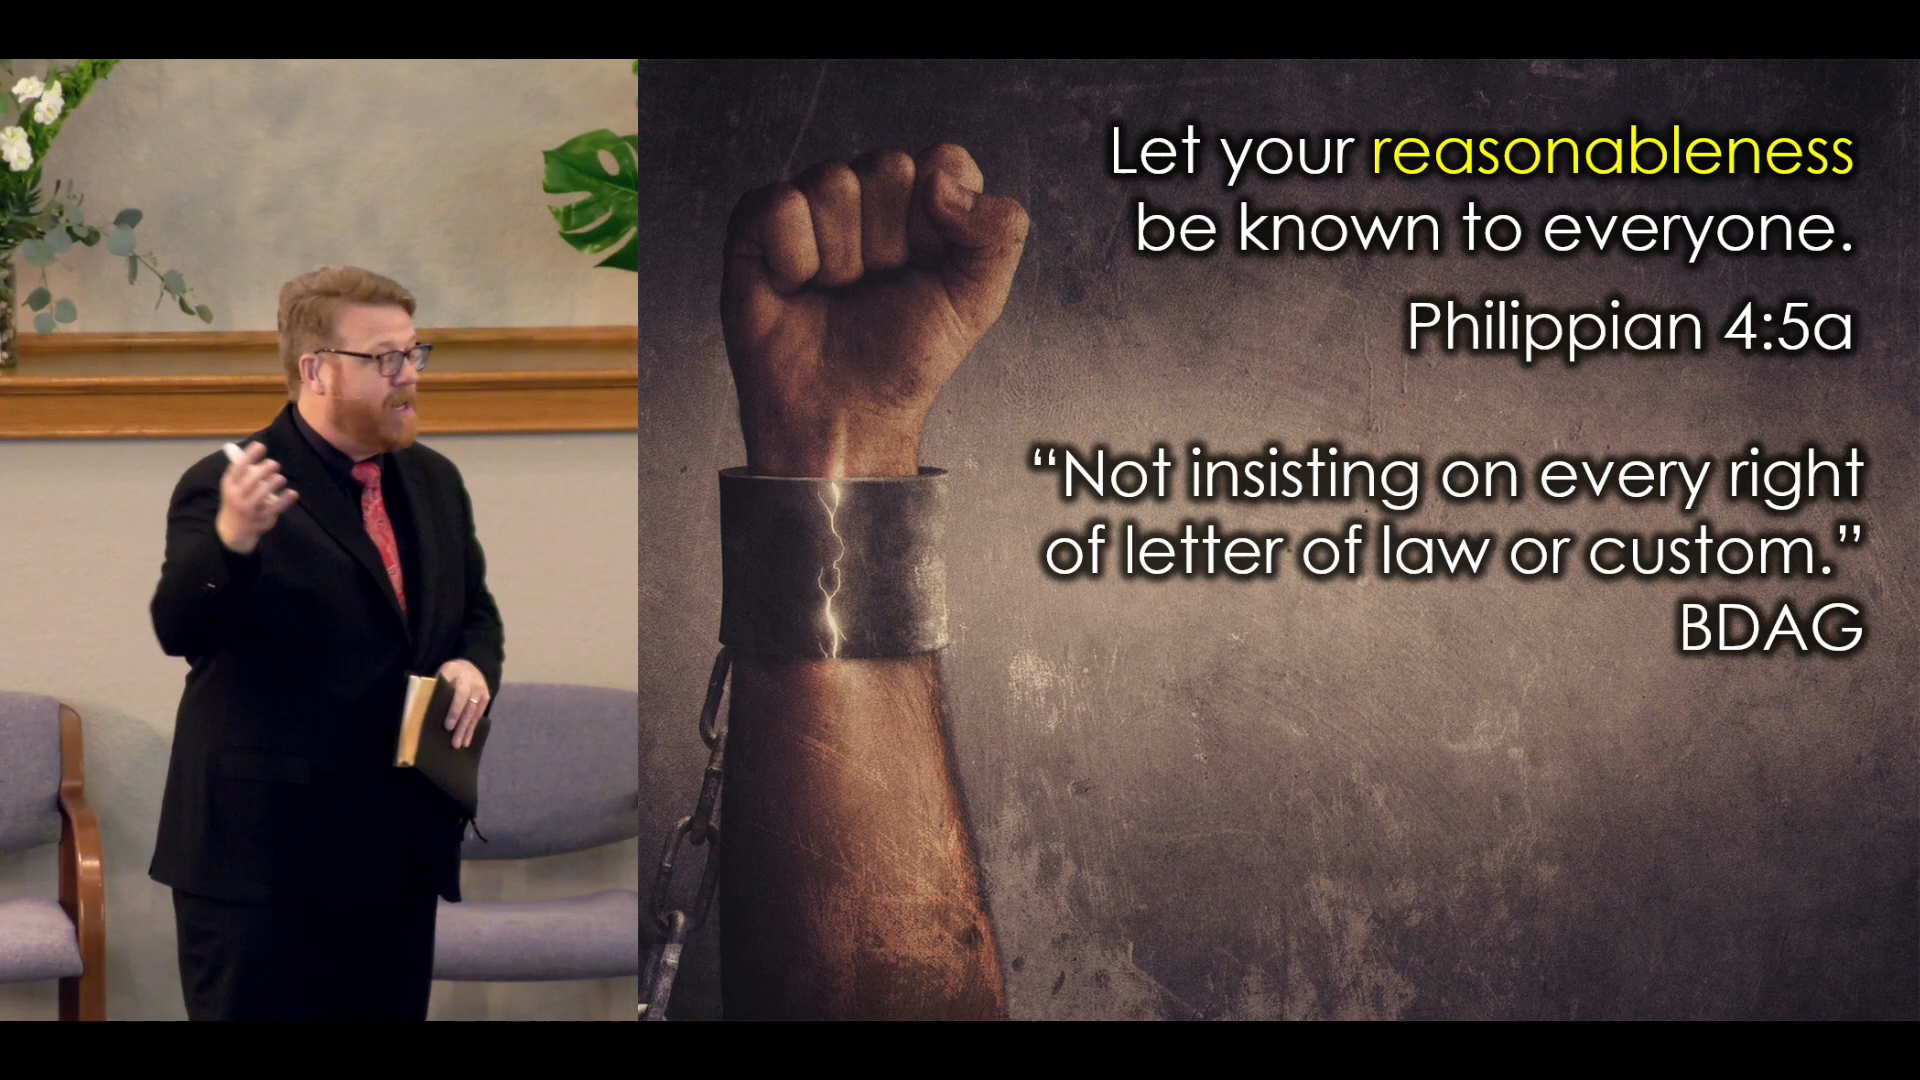 Let your reasonableness
be known to everyone.
Philippian 4:5a
“Not insisting on every right
of letter of law or custom.”
BDAG